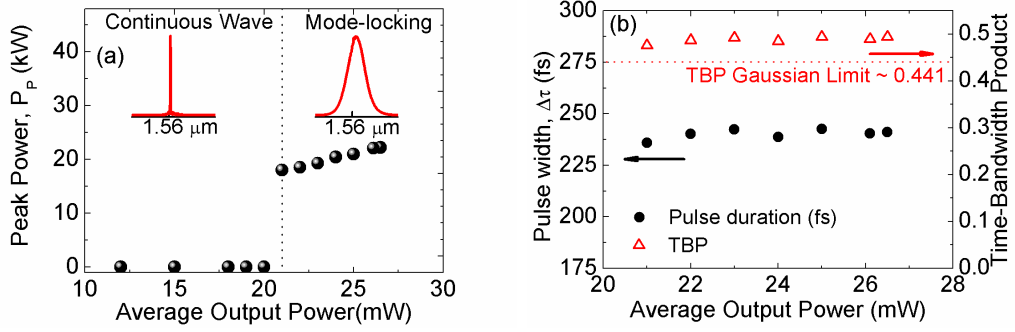 (a)
Continuous Wave
Mode-locking
1.56 μm
1.56 μm
Peak Power, P_P (kW)
40
30
20
10
0
10
15
20
25
30
Average Output Power(mW)
(b)
TBP Gaussian Limit ~ 0.441
Pulse duration (fs)
TBP
Pulse width, Δτ (fs)
300
275
250
225
200
175
20
22
24
26
28
Average Output Power (mW)
0.5
0.4
0.3
0.2
0.1
0.0
Time-Bandwidth Product